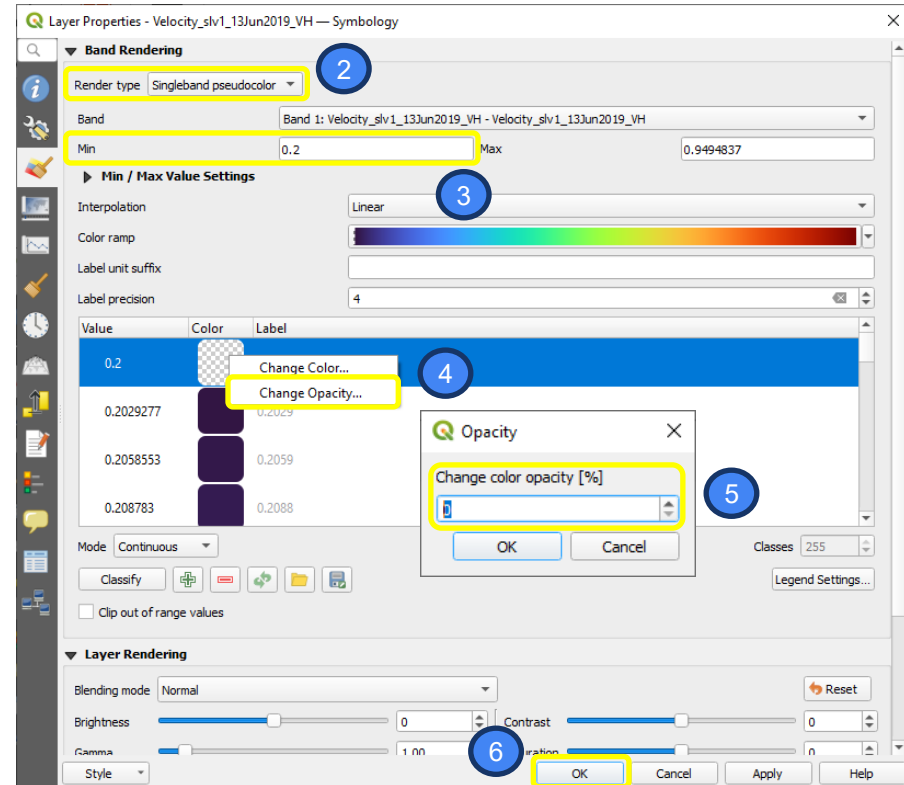 Layer Properties - Velocity_slv1_13Jun2019_VH — Symbology
Band Rendering
2
Render type Singleband pseudocolor
Band Band 1: Velocity_slv1_13Jun2019_VH - Velocity_slv1_13Jun2019_VH
Min 0.2 Max 0.9494837
Min / Max Value Settings
3
Interpolation Linear
Color ramp
Label unit suffix
Label precision 4
Value Color Label
0.2
Change Color...
4
Change Opacity...
0.2029277 0.2029
Opacity
0.2058553 0.2059
Change color opacity [%]
5
0
0.208783 0.2088
OK Cancel
Mode Continuous Classes 255
Classify Legend Settings...
Clip out of range values
Layer Rendering
Blending mode Normal Reset
Brightness 0 Contrast 0
Gamma 1.00 uration 0
6
Style OK Cancel Apply Help